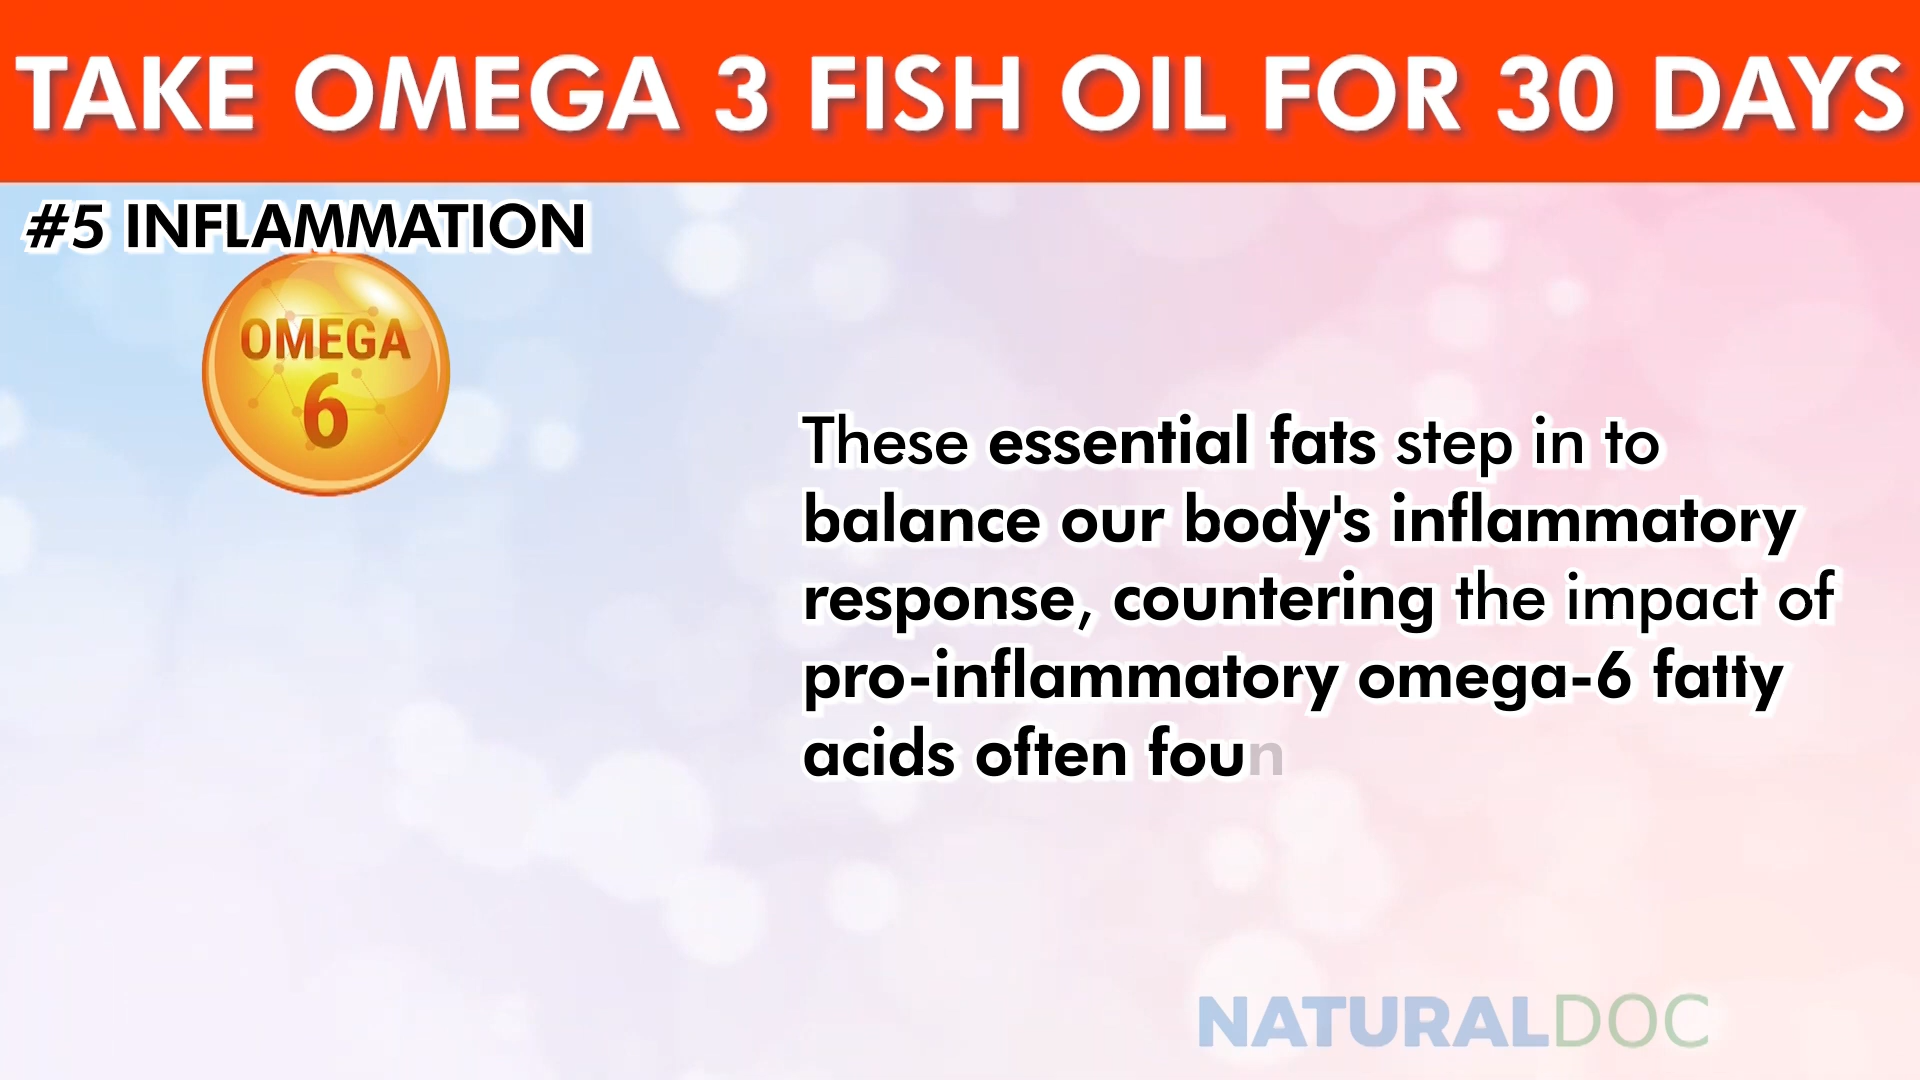 TAKE OMEGA 3 FISH OIL FOR 30 DAYS
#5 INFLAMMATION
OMEGA
6
These essential fats step in to
balance our body's inflammatory
response, countering the impact of
pro-inflammatory omega-6 fatty
acids often foun
NATURALDOC